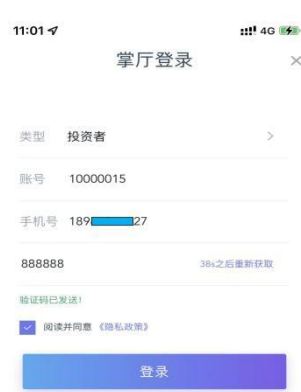 11:01 4G
掌厅登录
类型 投资者
账号 10000015
手机号 189 27
888888 38s之后重新获取
验证码已发送!
阅读并同意《隐私政策》
登录